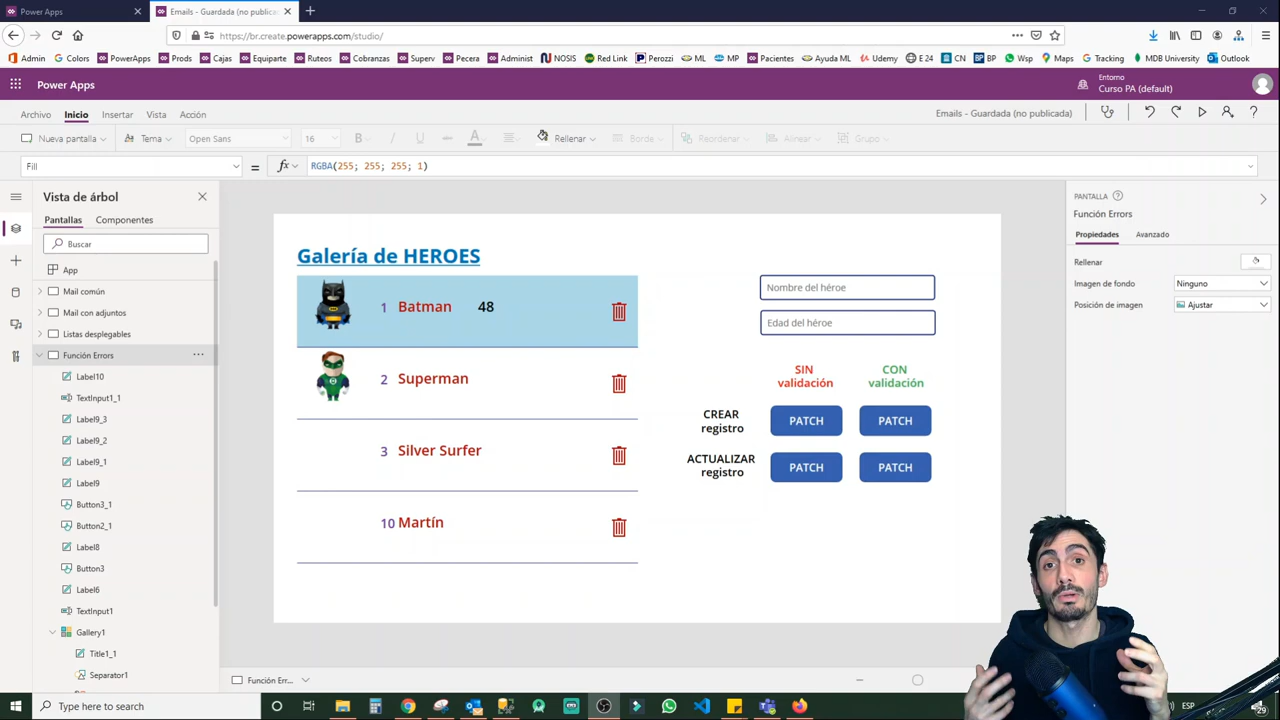 Power Apps
Emails - Guardada (no publicada)
https://br.create.powerapps.com/studio/
Admin
Colors
PowerApps
Prods
Cajas
Equiparte
Ruteos
Cobranzas
Superv
Pecera
Administ
NOSIS
Red Link
Perozzi
ML
MP
Pacientes
Ayuda ML
Udemy
E 24
CN
BP
Wsp
Maps
Tracking
MDB University
Outlook
Power Apps
Entorno
Curso PA (default)
Archivo
Inicio
Insertar
Vista
Acción
Emails - Guardada (no publicada)
Nueva pantalla
Tema
Open Sans
16
B
I
U
A
Rellenar
Borde
Reordenar
Alinear
Grupo
Fill
=
fx
RGBA(255; 255; 255; 1)
Vista de árbol
Pantallas
Componentes
Buscar
App
Mail común
Mail con adjuntos
Listas desplegables
Función Errors
Label10
TextInput1_1
Label9_3
Label9_2
Label9_1
Label9
Button3_1
Button2_1
Label8
Button3
Label6
TextInput1
Gallery1
Title1_1
Separator1
Galería de HEROES
1 Batman 48
2 Superman
3 Silver Surfer
10 Martín
Nombre del héroe
Edad del héroe
SIN
validación
CON
validación
CREAR
registro
PATCH
PATCH
ACTUALIZAR
registro
PATCH
PATCH
PANTALLA
Función Errors
Propiedades
Avanzado
Rellenar
Imagen de fondo
Ninguno
Posición de imagen
Ajustar
Función Err...
Type here to search
ESP
29